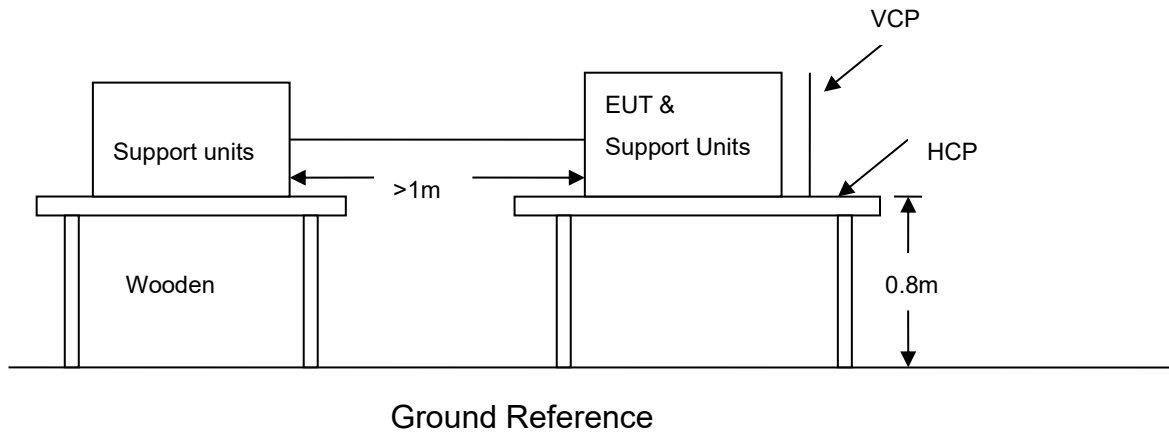 VCP
EUT &
Support Units
Support units
HCP
>1m
Wooden
0.8m
Ground Reference